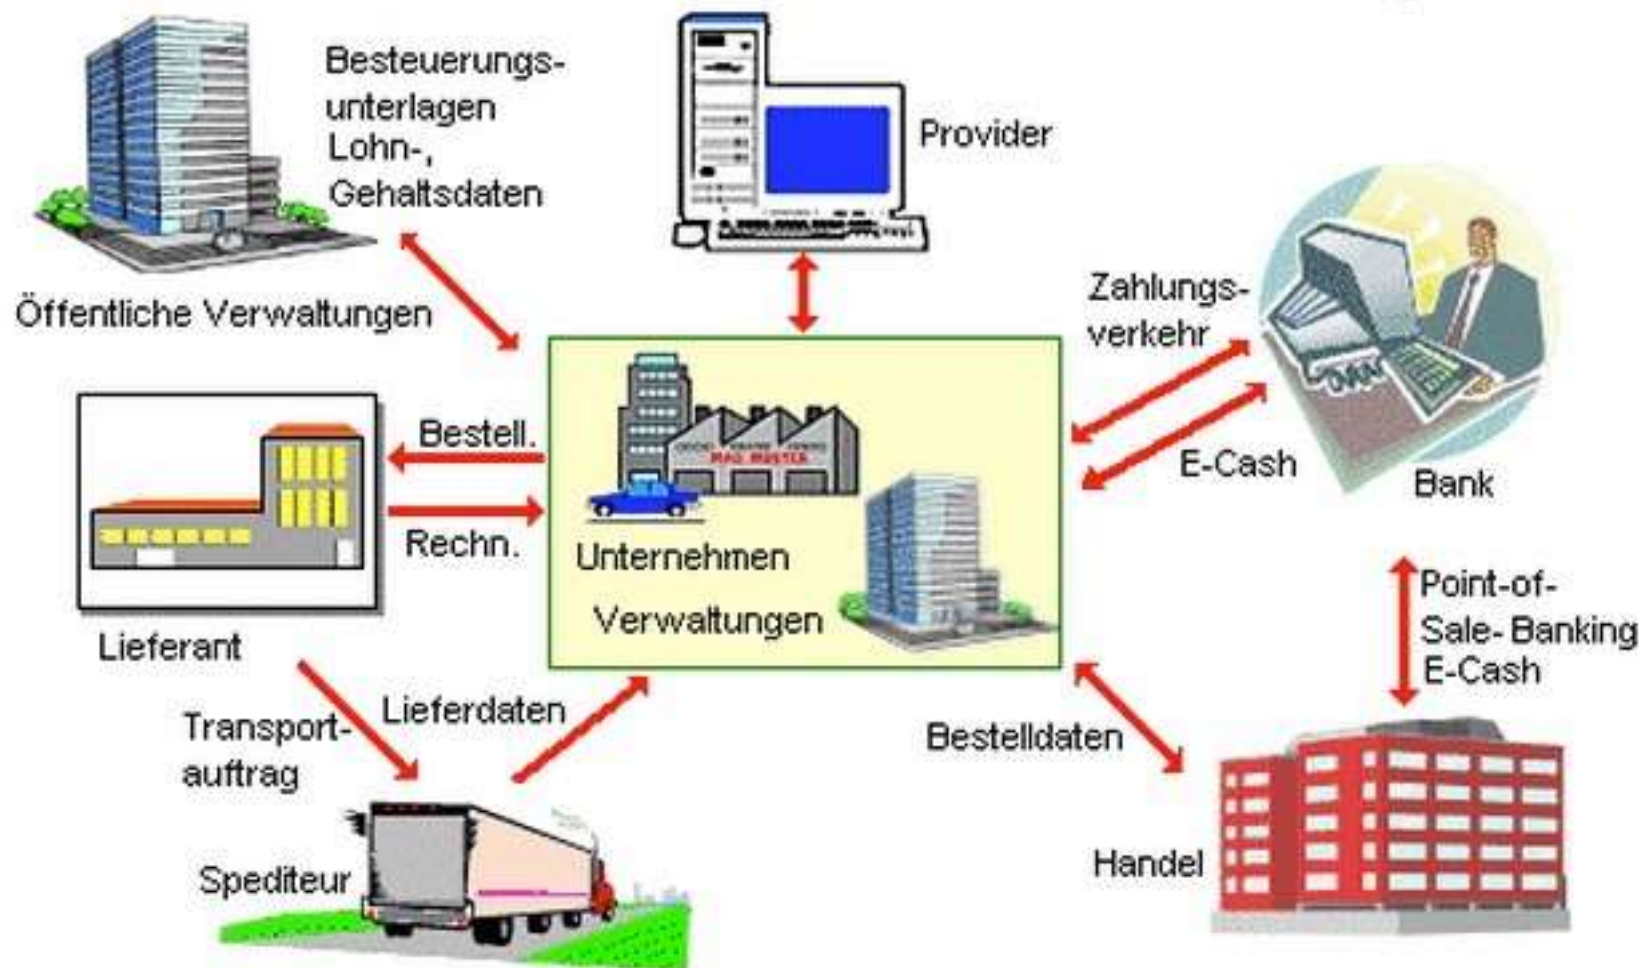 Besteuerungs-
unterlagen
Lohn-,
Gehaltsdaten
Provider
Öffentliche Verwaltungen
Zahlungs-
verkehr
E-Cash
Bank
Bestell.
Rechn.
Lieferant
Unternehmen
Verwaltungen
Point-of-
Sale- Banking
E-Cash
Transport-
auftrag
Lieferdaten
Bestelldaten
Spediteur
Handel